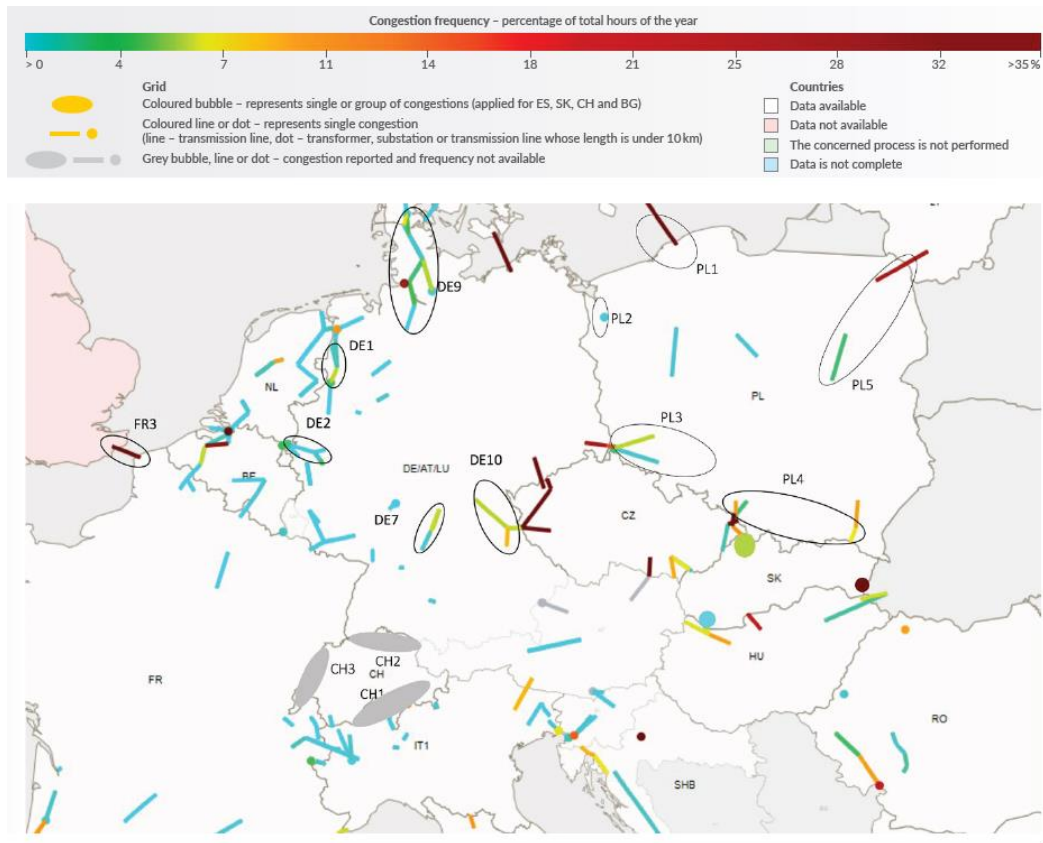 Congestion frequency – percentage of total hours of the year
> 0 4 7 11 14 18 21 25 28 32 >35 %
Grid
Coloured bubble – represents single or group of congestions (applied for ES, SK, CH and BG)
Coloured line or dot – represents single congestion
(line – transmission line, dot – transformer, substation or transmission line whose length is under 10 km)
Grey bubble, line or dot – congestion reported and frequency not available
Countries
Data available
Data not available
The concerned process is not performed
Data is not complete
PL1
DE9
PL2
DE1
PL5
NL
PL
FR3
DE2
PL3
DE10
DE/AT/LU
BE
PL4
DE7
CZ
SK
HU
CH2
CH3
CH
CH1
FR
IT1
RO
SHB